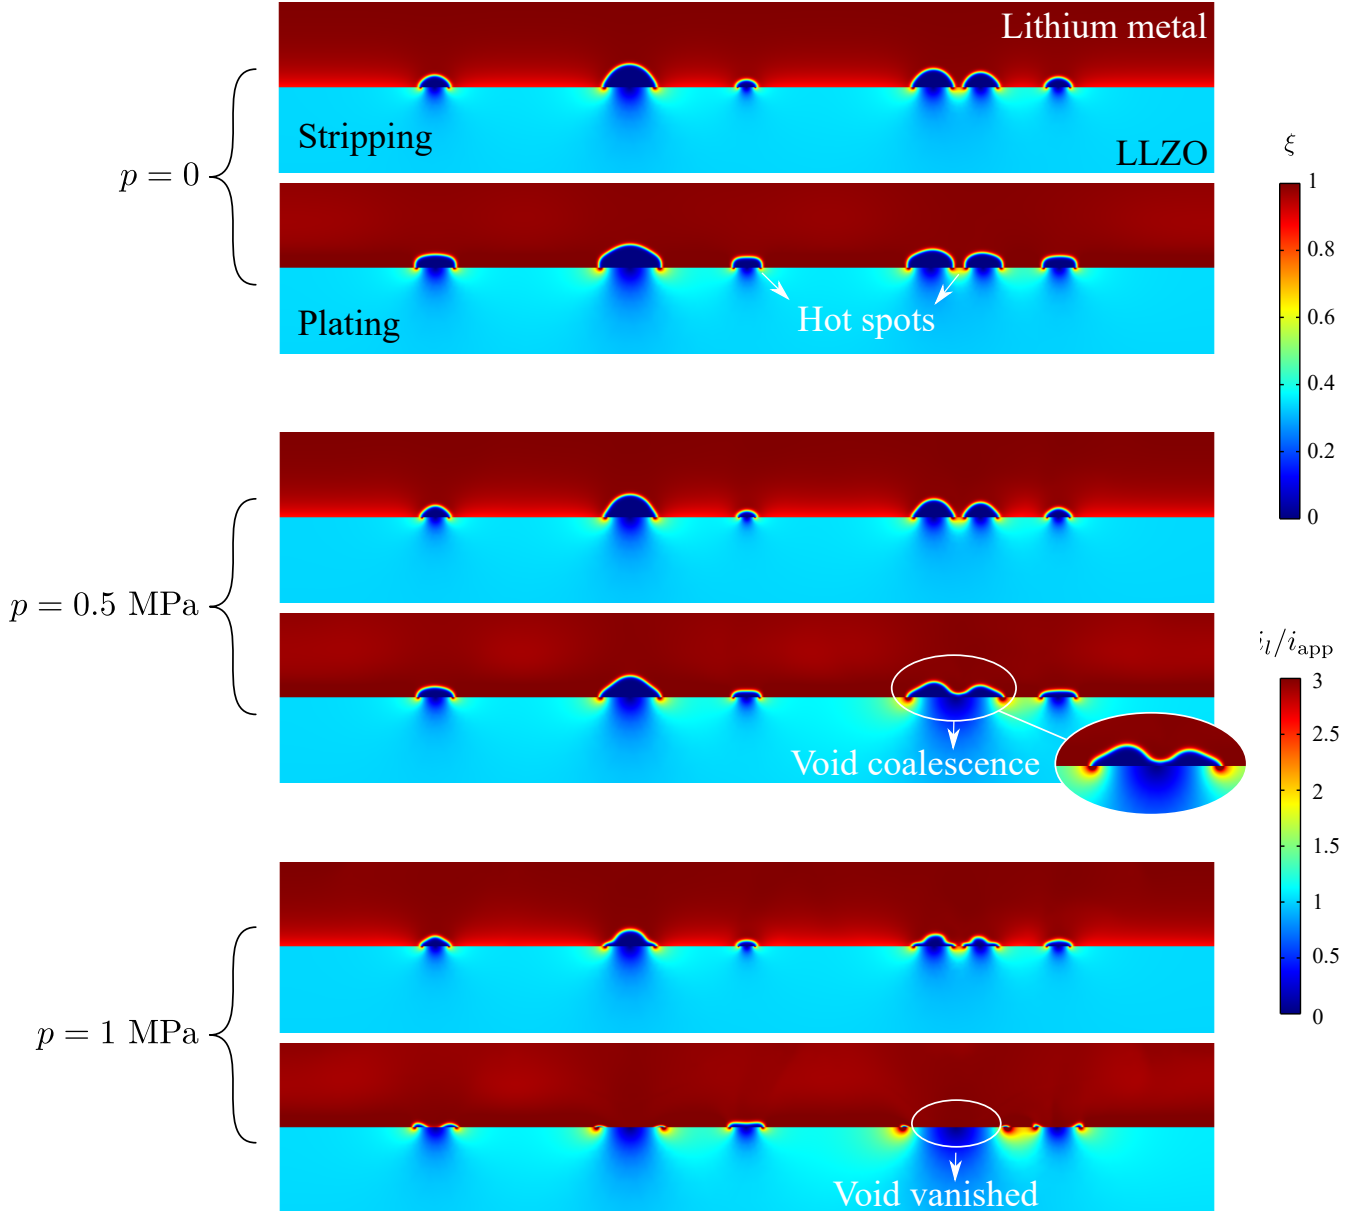 Lithium metal
Stripping
LLZO
p = 0
Plating
Hot spots
ξ
1
0.8
0.6
0.4
0.2
0
p = 0.5 MPa
Void coalescence
i_l/i_app
3
2.5
2
1.5
1
0.5
0
p = 1 MPa
Void vanished